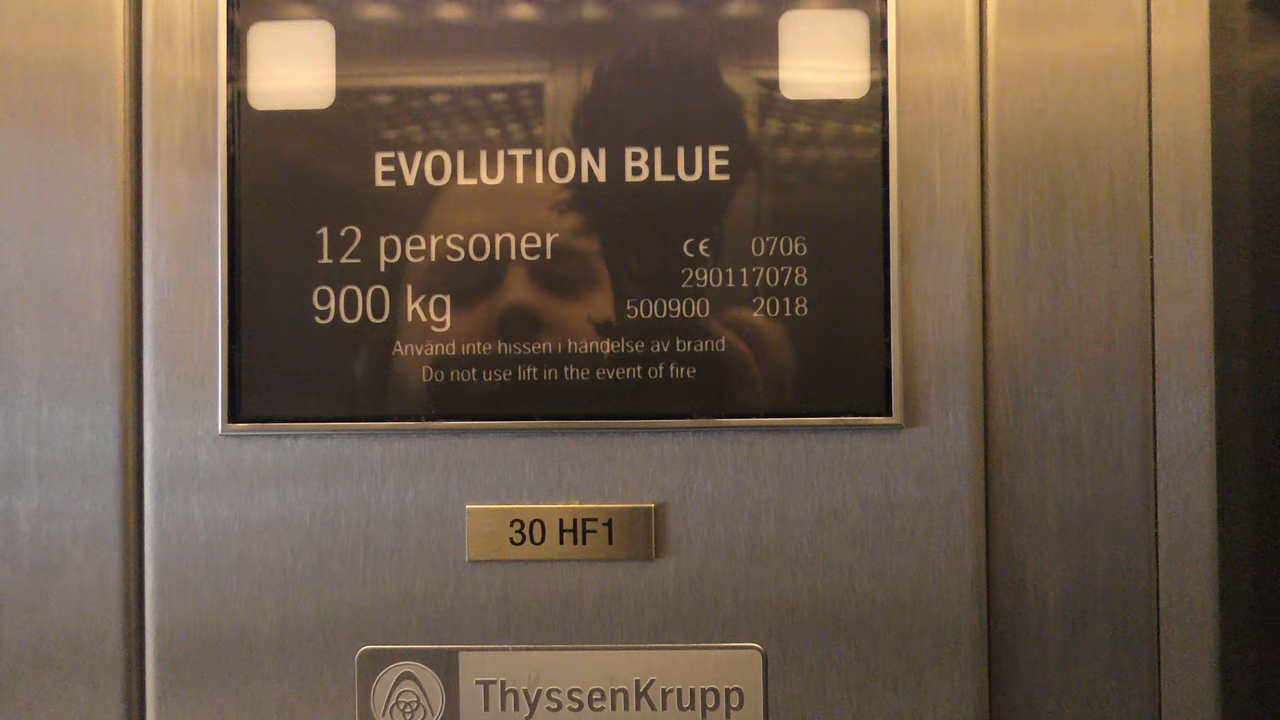 EVOLUTION BLUE
12 personer
900 kg
CE 0706
290117078
500900 2018
Använd inte hissen i händelse av brand
Do not use lift in the event of fire
30 HF1
ThyssenKrupp